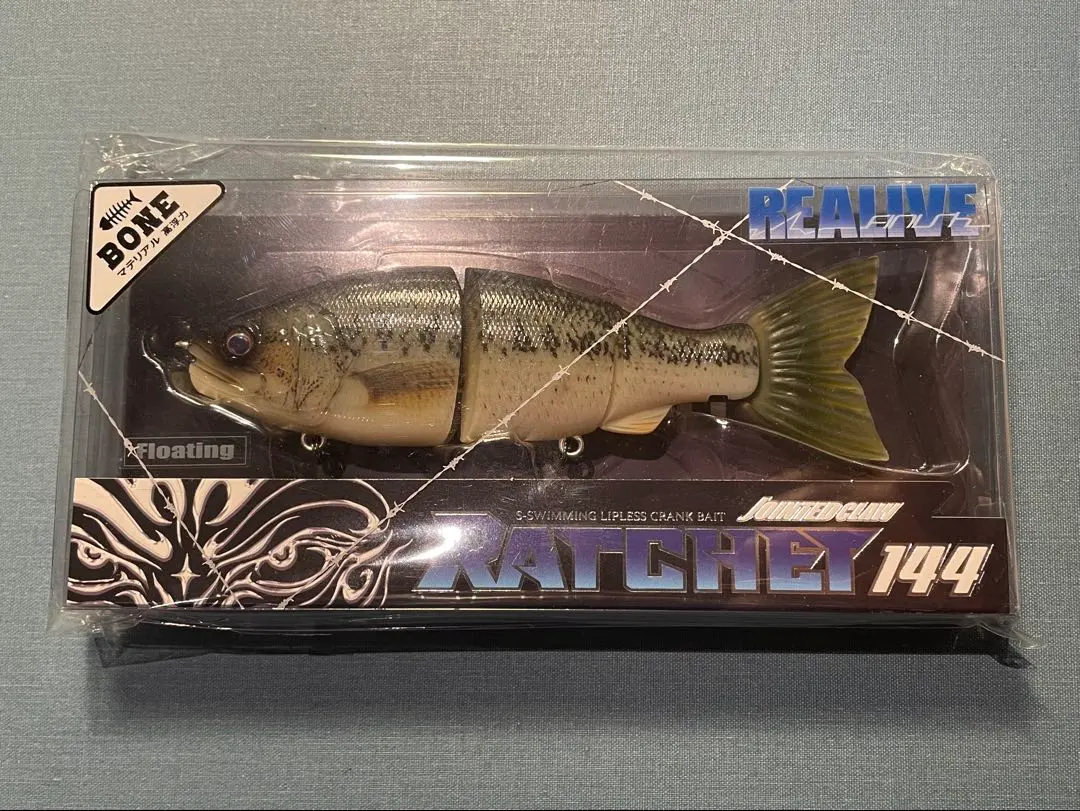 BONE
マテリアル 高浮力
REALIVE
Floating
S-SWIMMING LIPLESS CRANK BAIT
JOINTED CLAW
RATCHET 144